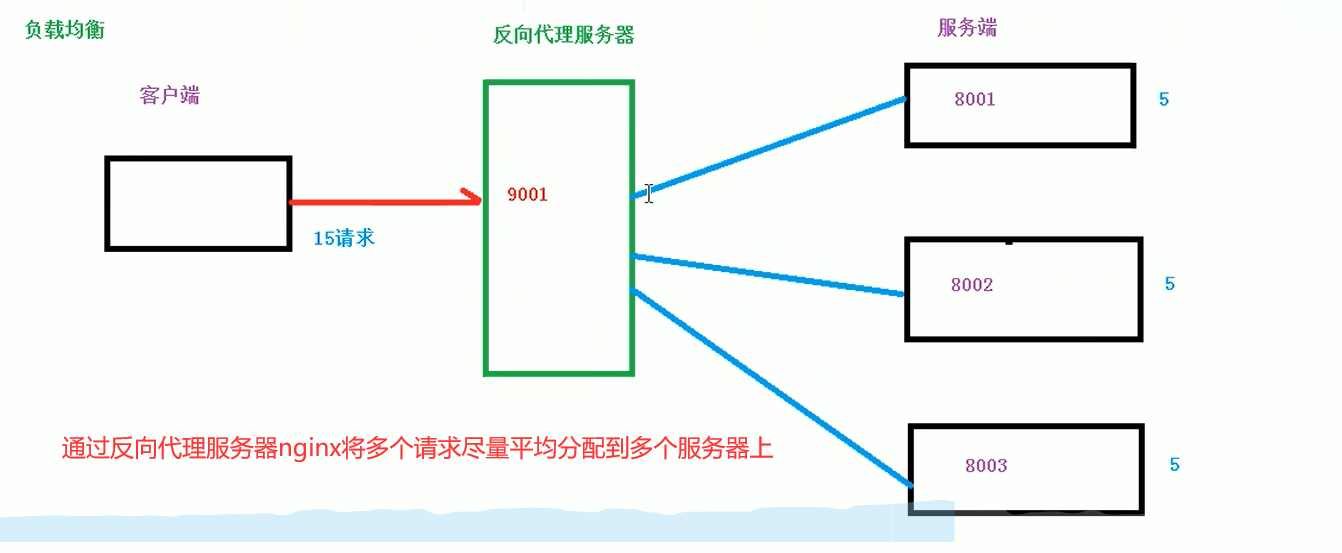 负载均衡
反向代理服务器
服务端
客户端
8001
5
9001
15请求
8002
5
通过反向代理服务器nginx将多个请求尽量平均分配到多个服务器上
8003
5